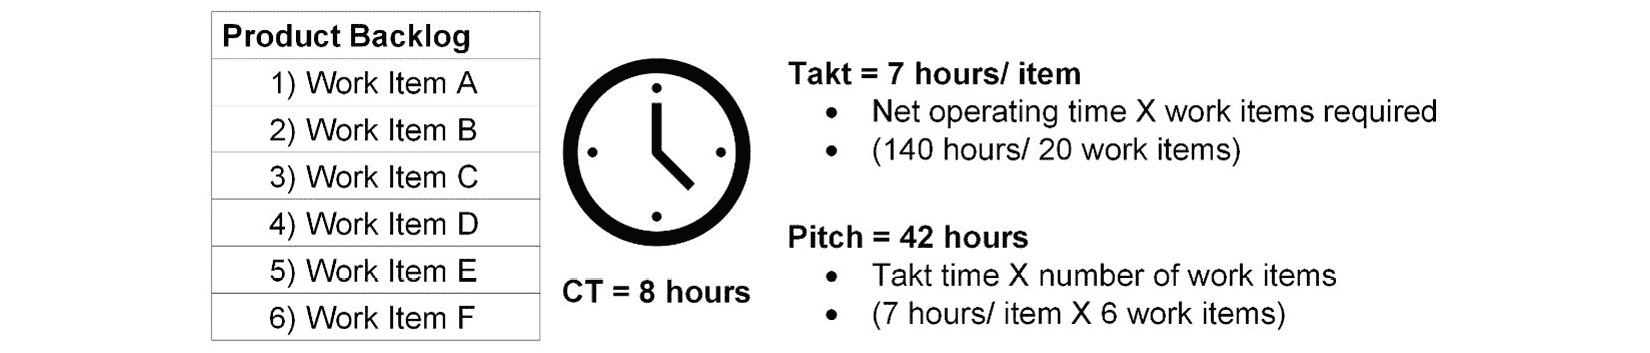 Product Backlog
1) Work Item A
2) Work Item B
3) Work Item C
4) Work Item D
5) Work Item E
6) Work Item F
CT = 8 hours
Takt = 7 hours/ item
• Net operating time X work items required
• (140 hours/ 20 work items)
Pitch = 42 hours
• Takt time X number of work items
• (7 hours/ item X 6 work items)